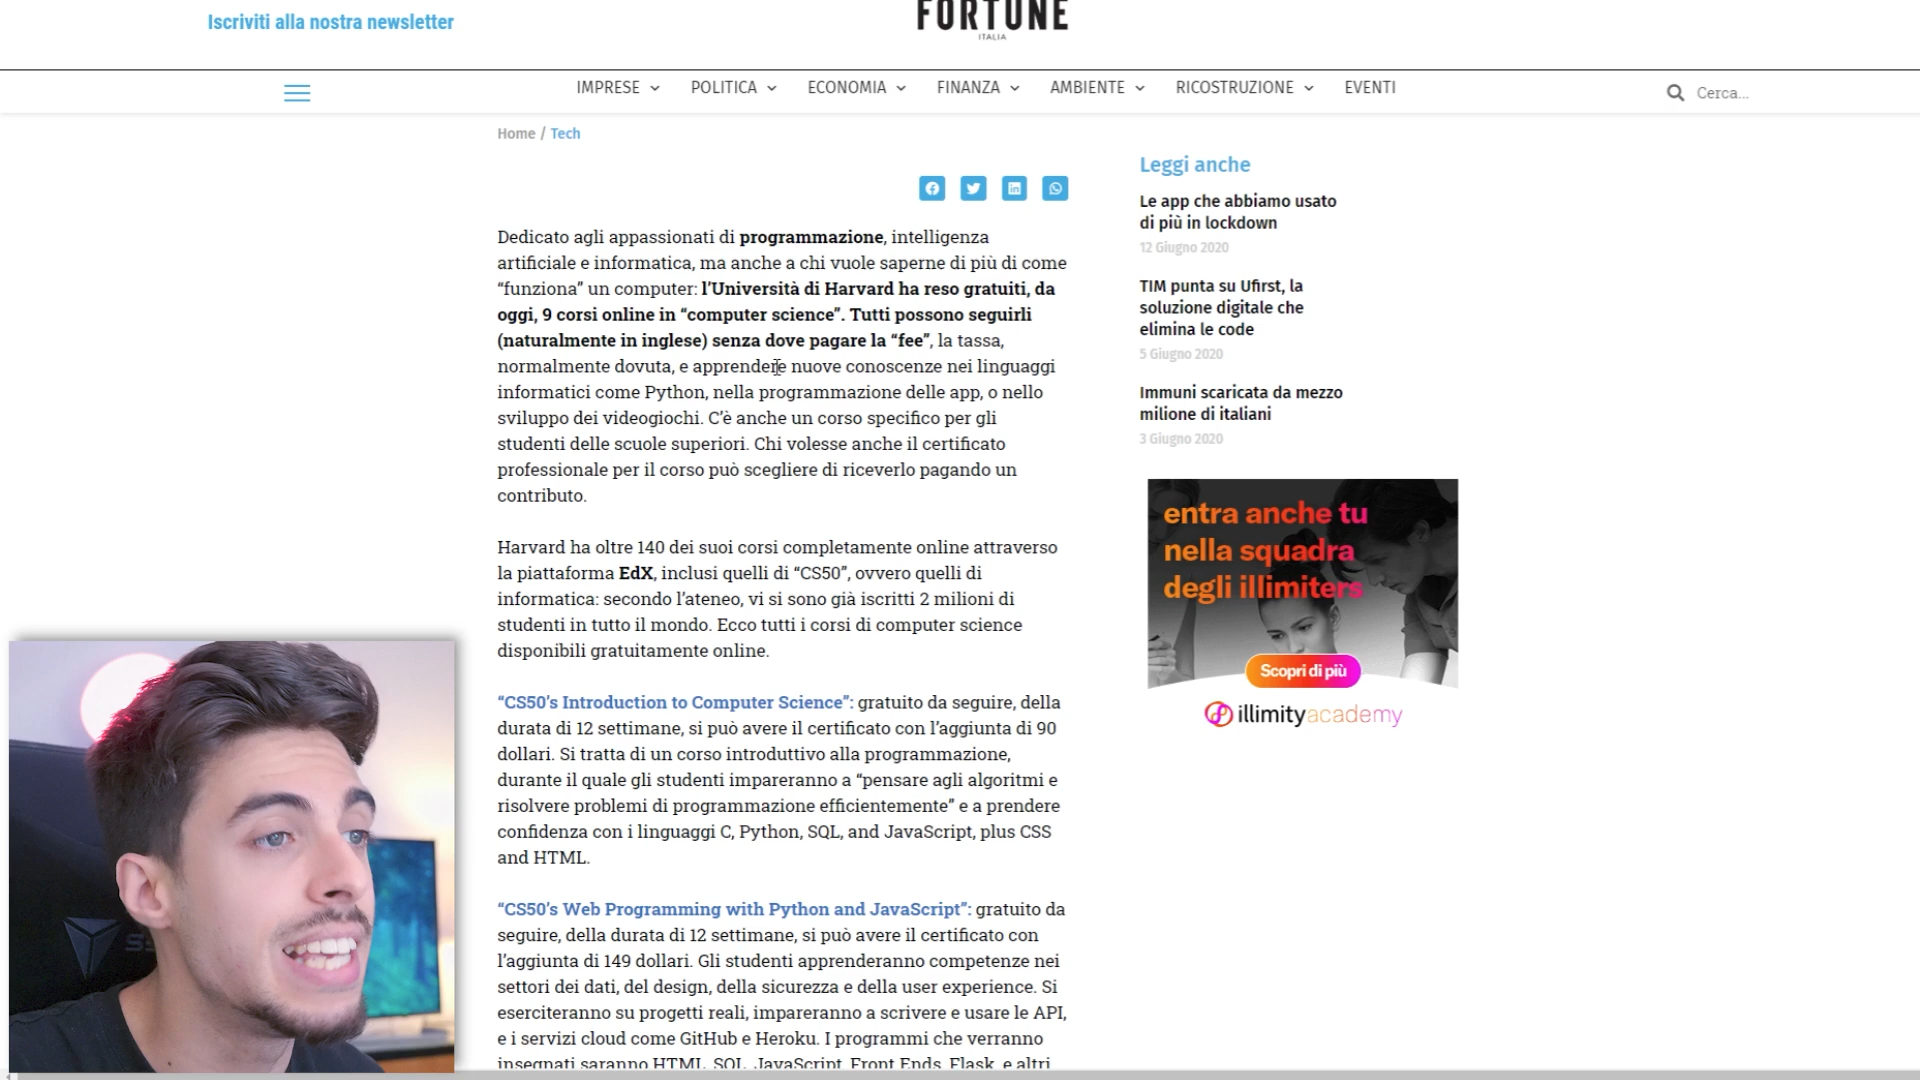 Iscriviti alla nostra newsletter
FORTUNE
ITALIA
IMPRESE
POLITICA
ECONOMIA
FINANZA
AMBIENTE
RICOSTRUZIONE
EVENTI
Cerca...
Home / Tech
Dedicato agli appassionati di programmazione, intelligenza
artificiale e informatica, ma anche a chi vuole saperne di più di come
“funziona” un computer: l’Università di Harvard ha reso gratuiti, da
oggi, 9 corsi online in “computer science”. Tutti possono seguirli
(naturalmente in inglese) senza dove pagare la “fee”, la tassa,
normalmente dovuta, e apprendere nuove conoscenze nei linguaggi
informatici come Python, nella programmazione delle app, o nello
sviluppo dei videogiochi. C’è anche un corso specifico per gli
studenti delle scuole superiori. Chi volesse anche il certificato
professionale per il corso può scegliere di riceverlo pagando un
contributo.
Harvard ha oltre 140 dei suoi corsi completamente online attraverso
la piattaforma EdX, inclusi quelli di “CS50”, ovvero quelli di
informatica: secondo l’ateneo, vi si sono già iscritti 2 milioni di
studenti in tutto il mondo. Ecco tutti i corsi di computer science
disponibili gratuitamente online.
“CS50’s Introduction to Computer Science”: gratuito da seguire, della
durata di 12 settimane, si può avere il certificato con l’aggiunta di 90
dollari. Si tratta di un corso introduttivo alla programmazione,
durante il quale gli studenti impareranno a “pensare agli algoritmi e
risolvere problemi di programmazione efficientemente” e a prendere
confidenza con i linguaggi C, Python, SQL, and JavaScript, plus CSS
and HTML.
“CS50’s Web Programming with Python and JavaScript”: gratuito da
seguire, della durata di 12 settimane, si può avere il certificato con
l’aggiunta di 149 dollari. Gli studenti apprenderanno competenze nei
settori dei dati, del design, della sicurezza e della user experience. Si
eserciteranno su progetti reali, impareranno a scrivere e usare le API,
e i servizi cloud come GitHub e Heroku. I programmi che verranno
insegnati saranno HTML, SQL, JavaScript, Front Ends, Flask, e altri
Leggi anche
Le app che abbiamo usato
di più in lockdown
12 Giugno 2020
TIM punta su Ufirst, la
soluzione digitale che
elimina le code
5 Giugno 2020
Immuni scaricata da mezzo
milione di italiani
3 Giugno 2020
entra anche tu
nella squadra
degli illimiters
Scopri di più
illimityacademy